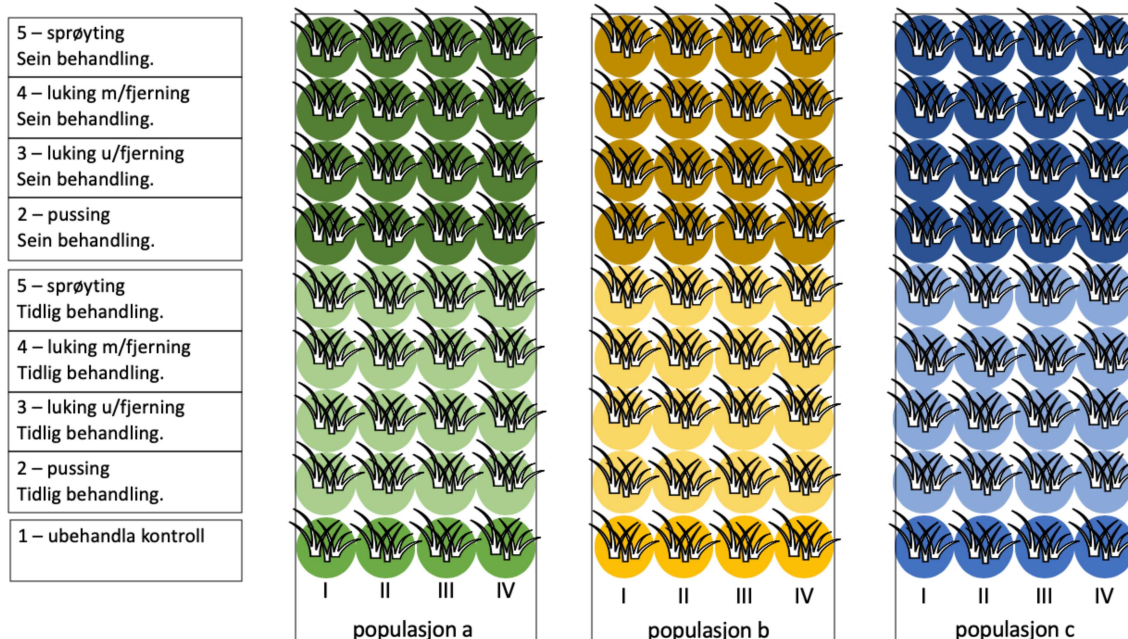 5 – sprøyting
Sein behandling.
4 – luking m/fjerning
Sein behandling.
3 – luking u/fjerning
Sein behandling.
2 – pussing
Sein behandling.
5 – sprøyting
Tidlig behandling.
4 – luking m/fjerning
Tidlig behandling.
3 – luking u/fjerning
Tidlig behandling.
2 – pussing
Tidlig behandling.
1 – ubehandla kontroll
I II III IV
populasjon a
I II III IV
populasjon b
I II III IV
populasjon c